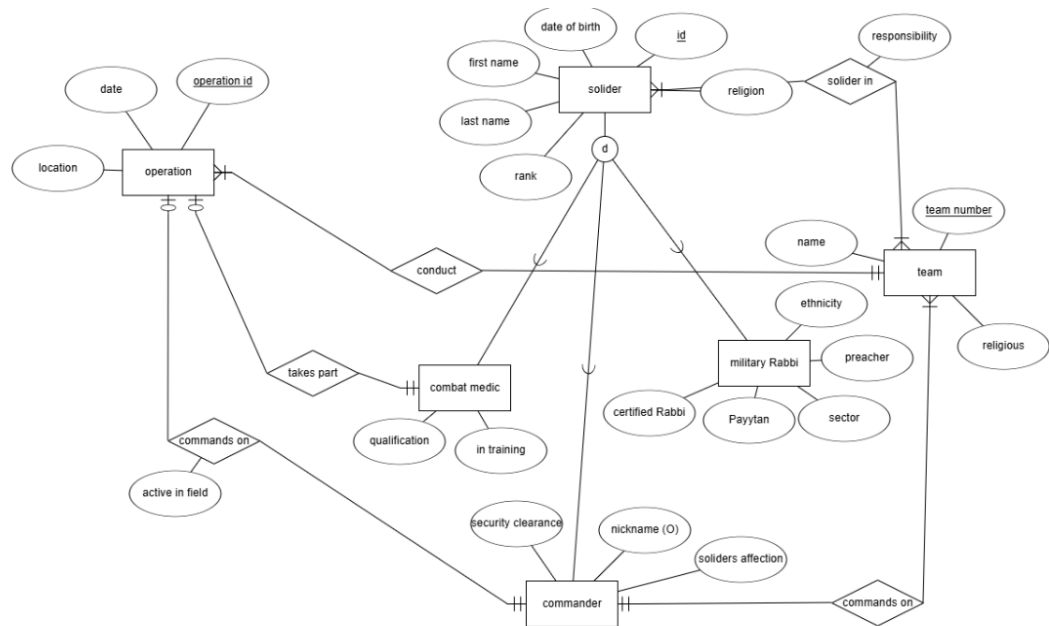 date of birth
id
responsibility
first name
solider
religion
solider in
date
operation id
last name
d
location
operation
rank
team number
name
conduct
team
ethnicity
religious
takes part
combat medic
military Rabbi
preacher
certified Rabbi
Payytan
sector
qualification
in training
commands on
active in field
security clearance
nickname (O)
soliders affection
commander
commands on